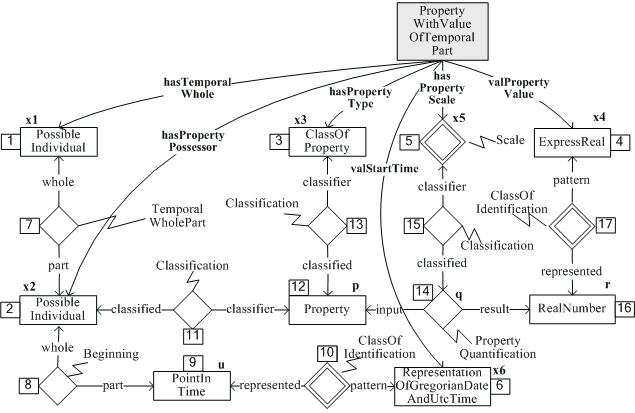 Property
WithValue
OfTemporal
Part
hasTemporal
Whole
hasProperty
Type
has
Property
Scale
valProperty
Value
x1
x3
x5
x4
1
Possible
Individual
3
ClassOf
Property
5
Scale
ExpressReal
4
hasProperty
Possessor
valStartTime
whole
classifier
classifier
pattern
7
Temporal
WholePart
Classification
13
15
Classification
ClassOf
Identification
17
part
classified
classified
represented
Classification
x2
12
p
14
q
r
2
Possible
Individual
classified
classifier
Property
input
result
RealNumber
16
11
whole
Beginning
9
u
10
ClassOf
Identification
Property
Quantification
x6
8
part
PointIn
Time
represented
pattern
Representation
OfGregorianDate
AndUtcTime
6